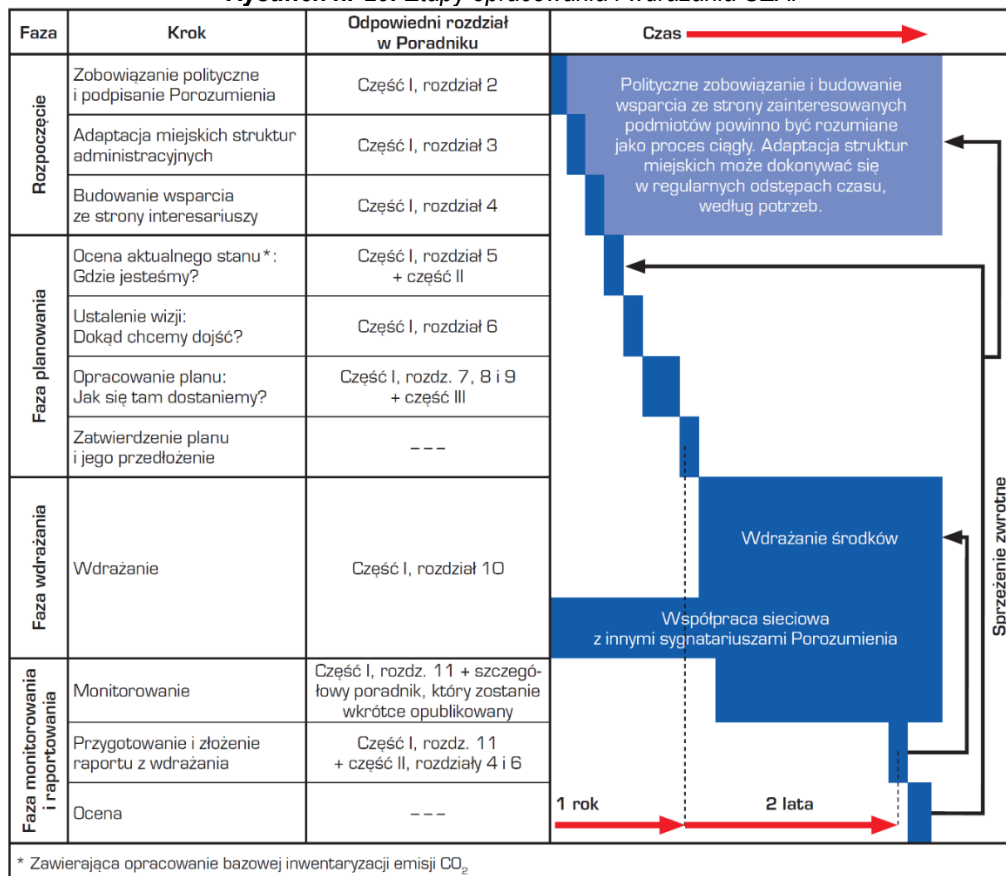 Faza
Krok
Odpowiedni rozdział
w Poradniku
Czas
Rozpoczęcie
Zobowiązanie polityczne
i podpisanie Porozumienia
Część I, rozdział 2
Adaptacja miejskich struktur
administracyjnych
Część I, rozdział 3
Budowanie wsparcia
ze strony interesariuszy
Część I, rozdział 4
Polityczne zobowiązanie i budowanie
wsparcia ze strony zainteresowanych
podmiotów powinno być rozumiane
jako proces ciągły. Adaptacja struktur
miejskich może dokonywać się
w regularnych odstępach czasu,
według potrzeb.
Faza planowania
Ocena aktualnego stanu*:
Gdzie jesteśmy?
Część I, rozdział 5
+ część II
Ustalenie wizji:
Dokąd chcemy dojść?
Część I, rozdział 6
Opracowanie planu:
Jak się tam dostaniemy?
Część I, rozdz. 7, 8 i 9
+ część III
Zatwierdzenie planu
i jego przedłożenie
– – –
Faza wdrażania
Wdrażanie
Część I, rozdział 10
Wdrażanie środków
Współpraca sieciowa
z innymi sygnatariuszami Porozumienia
Sprzężenie zwrotne
Faza monitorowania
i raportowania
Monitorowanie
Część I, rozdz. 11 + szczegó-
łowy poradnik, który zostanie
wkrótce opublikowany
Przygotowanie i złożenie
raportu z wdrażania
Część I, rozdz. 11
+ część II, rozdziały 4 i 6
Ocena
– – –
1 rok
2 lata
* Zawierająca opracowanie bazowej inwentaryzacji emisji CO₂